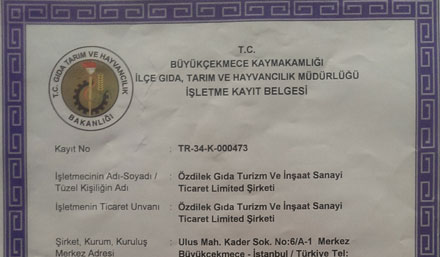 T.C. GIDA TARIM VE HAYVANCILIK
BAKANLIĞI
T.C.
BÜYÜKÇEKMECE KAYMAKAMLIĞI
İLÇE GIDA, TARIM VE HAYVANCILIK MÜDÜRLÜĞÜ
İŞLETME KAYIT BELGESİ
Kayıt No : TR-34-K-000473
İşletmecinin Adı-Soyadı / : Özdilek Gıda Turizm Ve İnşaat Sanayi
Tüzel Kişiliğin Adı Ticaret Limited Şirketi
İşletmenin Ticaret Unvanı : Özdilek Gıda Turizm Ve İnşaat Sanayi
Ticaret Limited Şirketi
Şirket, Kurum, Kuruluş : Ulus Mah. Kader Sok. No:6/A-1 Merkez
Merkez Adresi Büyükçekmece - İstanbul / Türkiye Tel: